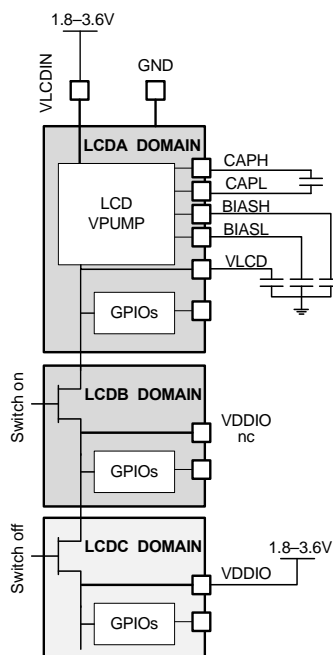 1.8–3.6V
VLCDIN
GND
LCDA DOMAIN
LCD
VPUMP
CAPH
CAPL
BIASH
BIASL
VLCD
GPIOs
Switch on
LCDB DOMAIN
VDDIO
nc
GPIOs
Switch off
LCDC DOMAIN
1.8–3.6V
VDDIO
GPIOs